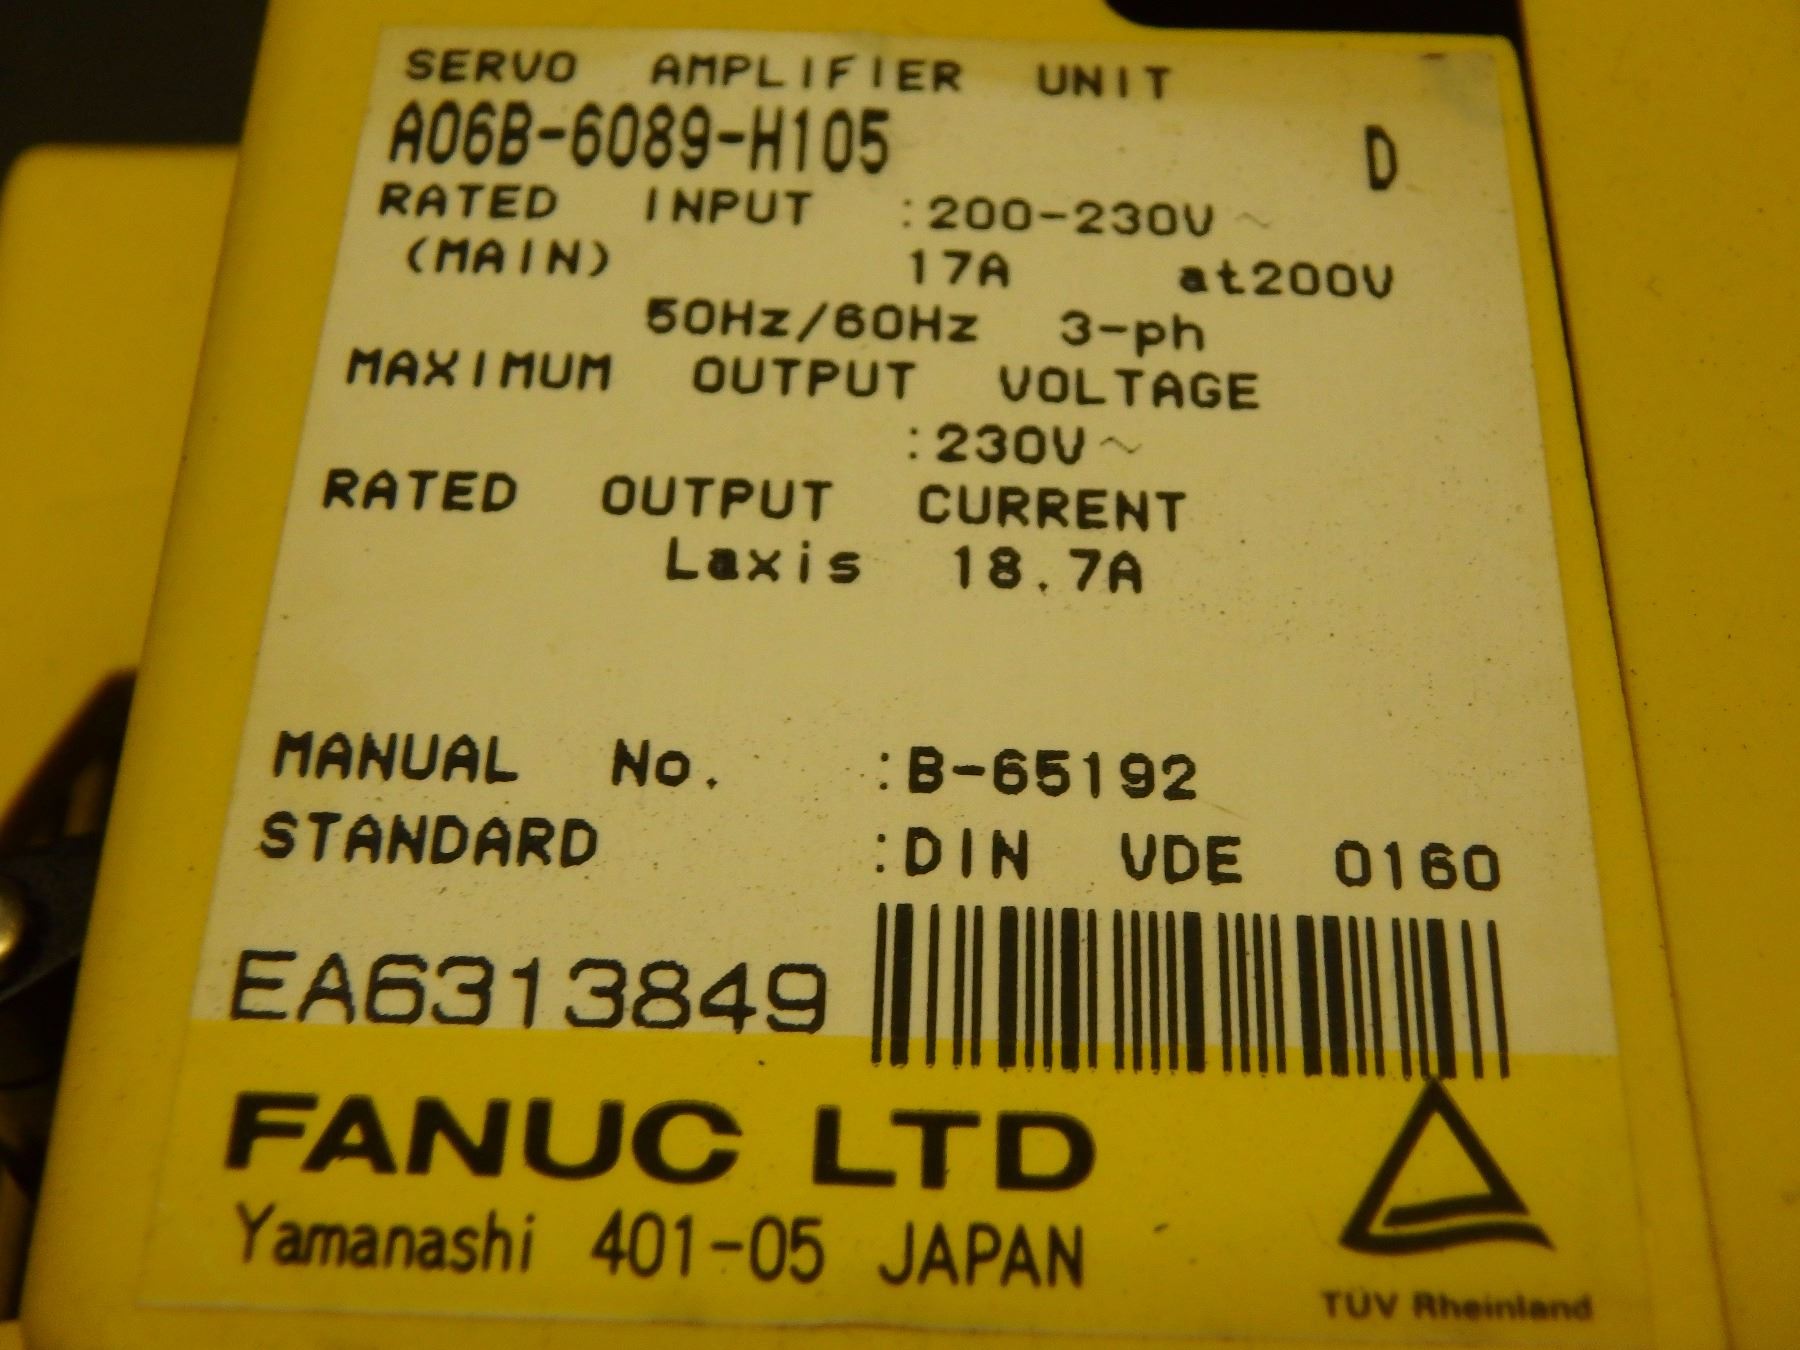 SERVO AMPLIFIER UNIT
A06B-6089-H105 D
RATED INPUT :200-230V~
(MAIN) 17A at200V
50Hz/60Hz 3-ph
MAXIMUM OUTPUT VOLTAGE
:230V~
RATED OUTPUT CURRENT
Laxis 18.7A
MANUAL No. :B-65192
STANDARD :DIN VDE 0160
EA6313849
FANUC LTD
Yamanashi 401-05 JAPAN
TÜV Rheinland